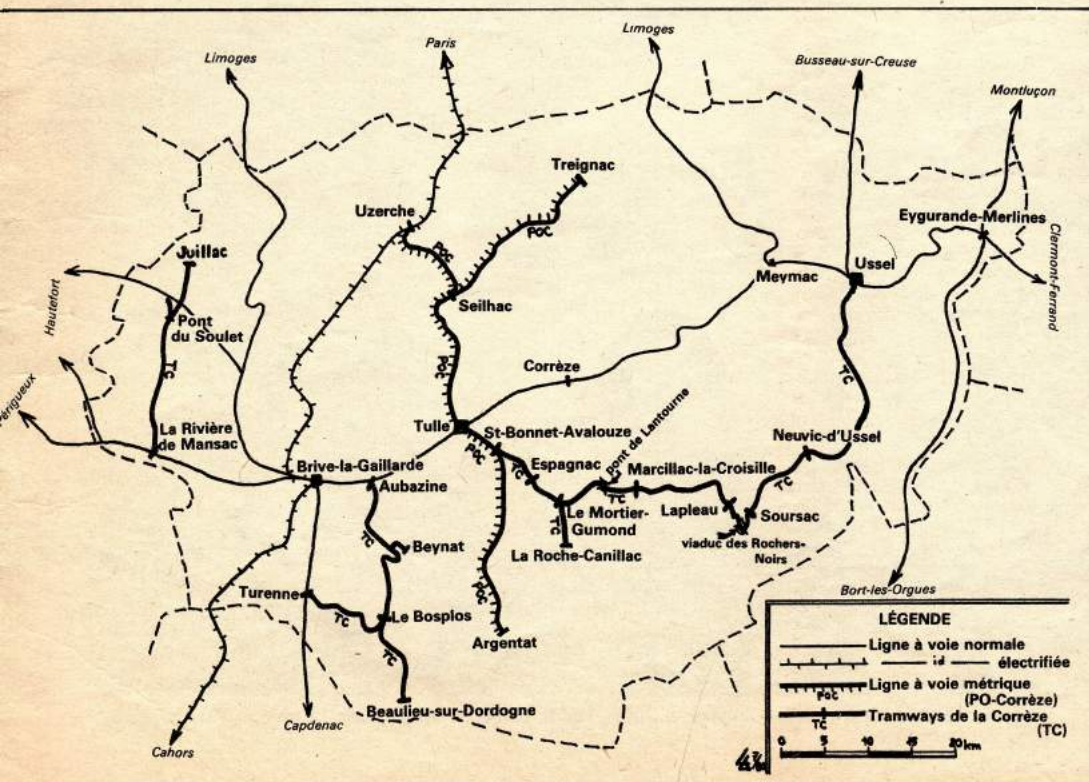 Limoges
Paris
Limoges
Busseau-sur-Creuse
Montluçon
Treignac
Uzerche
POC
Eygurande-Merlines
Clermont-Ferrand
Juillac
POC
Meymac
Ussel
Hautefort
Seilhac
Pont
du Soulet
TC
POC
Corrèze
TC
Périgueux
La Rivière
de Mansac
Tulle
St-Bonnet-Avalouze
pont de Lantourne
Neuvic-d'Ussel
POC
Brive-la-Gaillarde
Aubazine
TC
Espagnac
Marcillac-la-Croisille
TC
Lapleau
Soursac
Le Mortier-
Gumond
TC
La Roche-Canillac
viaduc des Rochers-
Noirs
TC
Beynat
POC
Turenne
TC
Le Bosplos
TC
Argentat
Bort-les-Orgues
Beaulieu-sur-Dordogne
Capdenac
Cahors
LÉGENDE
Ligne à voie normale
id électrifiée
POC Ligne à voie métrique
(PO-Corrèze)
TC Tramways de la Corrèze
(TC)
0 5 10 15 20 km